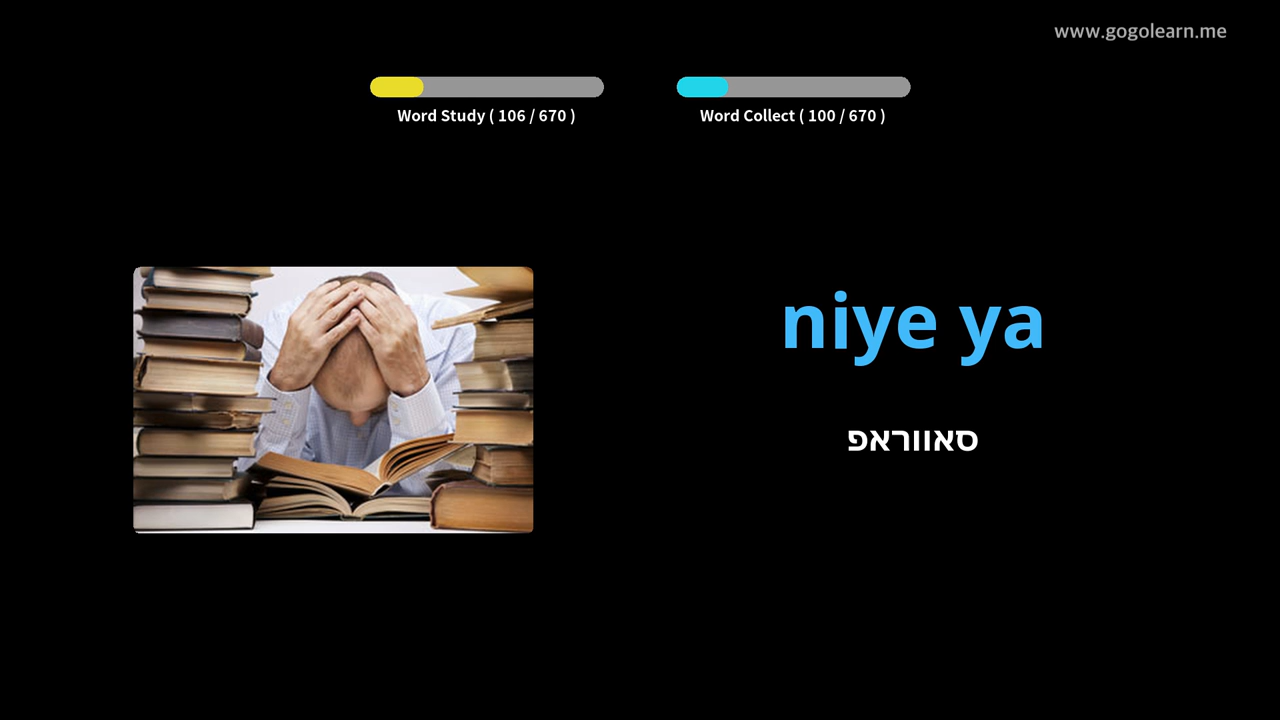 www.gogolearn.me
Word Study ( 106 / 670 )
Word Collect ( 100 / 670 )
niye ya
סאווראפ